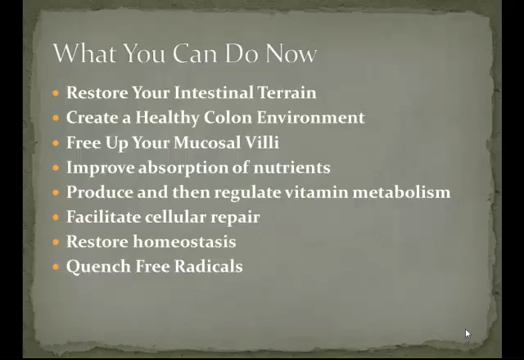 What You Can Do Now
Restore Your Intestinal Terrain
Create a Healthy Colon Environment
Free Up Your Mucosal Villi
Improve absorption of nutrients
Produce and then regulate vitamin metabolism
Facilitate cellular repair
Restore homeostasis
Quench Free Radicals